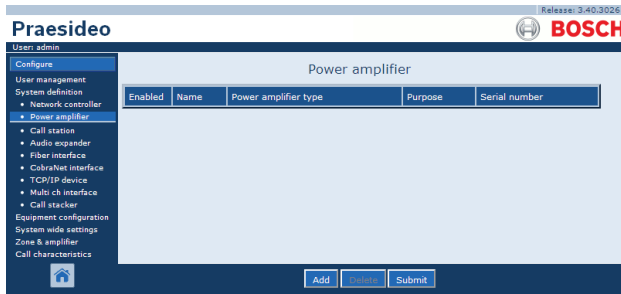 Release: 3.40.3026
Praesideo
BOSCH
User: admin
Configure
User management
System definition
• Network controller
• Power amplifier
• Call station
• Audio expander
• Fiber interface
• CobraNet interface
• TCP/IP device
• Multi ch interface
• Call stacker
Equipment configuration
System wide settings
Zone & amplifier
Call characteristics
Power amplifier
Enabled Name Power amplifier type Purpose Serial number
Add Delete Submit